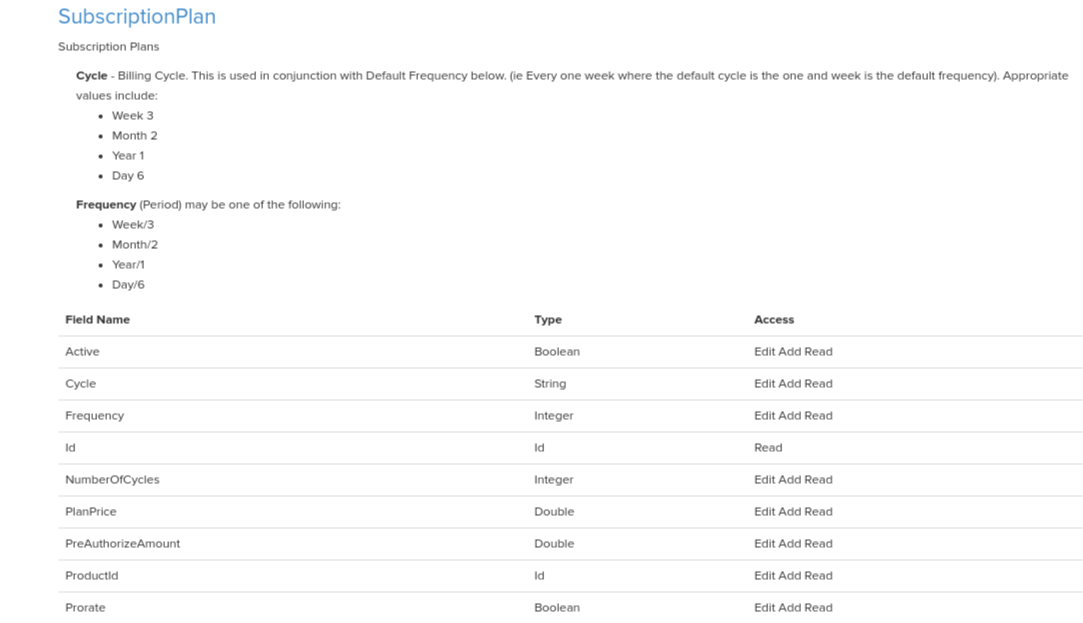 SubscriptionPlan
Subscription Plans
Cycle - Billing Cycle. This is used in conjunction with Default Frequency below. (ie Every one week where the default cycle is the one and week is the default frequency). Appropriate
values include:
• Week 3
• Month 2
• Year 1
• Day 6
Frequency (Period) may be one of the following:
• Week/3
• Month/2
• Year/1
• Day/6
Field Name Type Access
Active Boolean Edit Add Read
Cycle String Edit Add Read
Frequency Integer Edit Add Read
Id Id Read
NumberOfCycles Integer Edit Add Read
PlanPrice Double Edit Add Read
PreAuthorizeAmount Double Edit Add Read
ProductId Id Edit Add Read
Prorate Boolean Edit Add Read